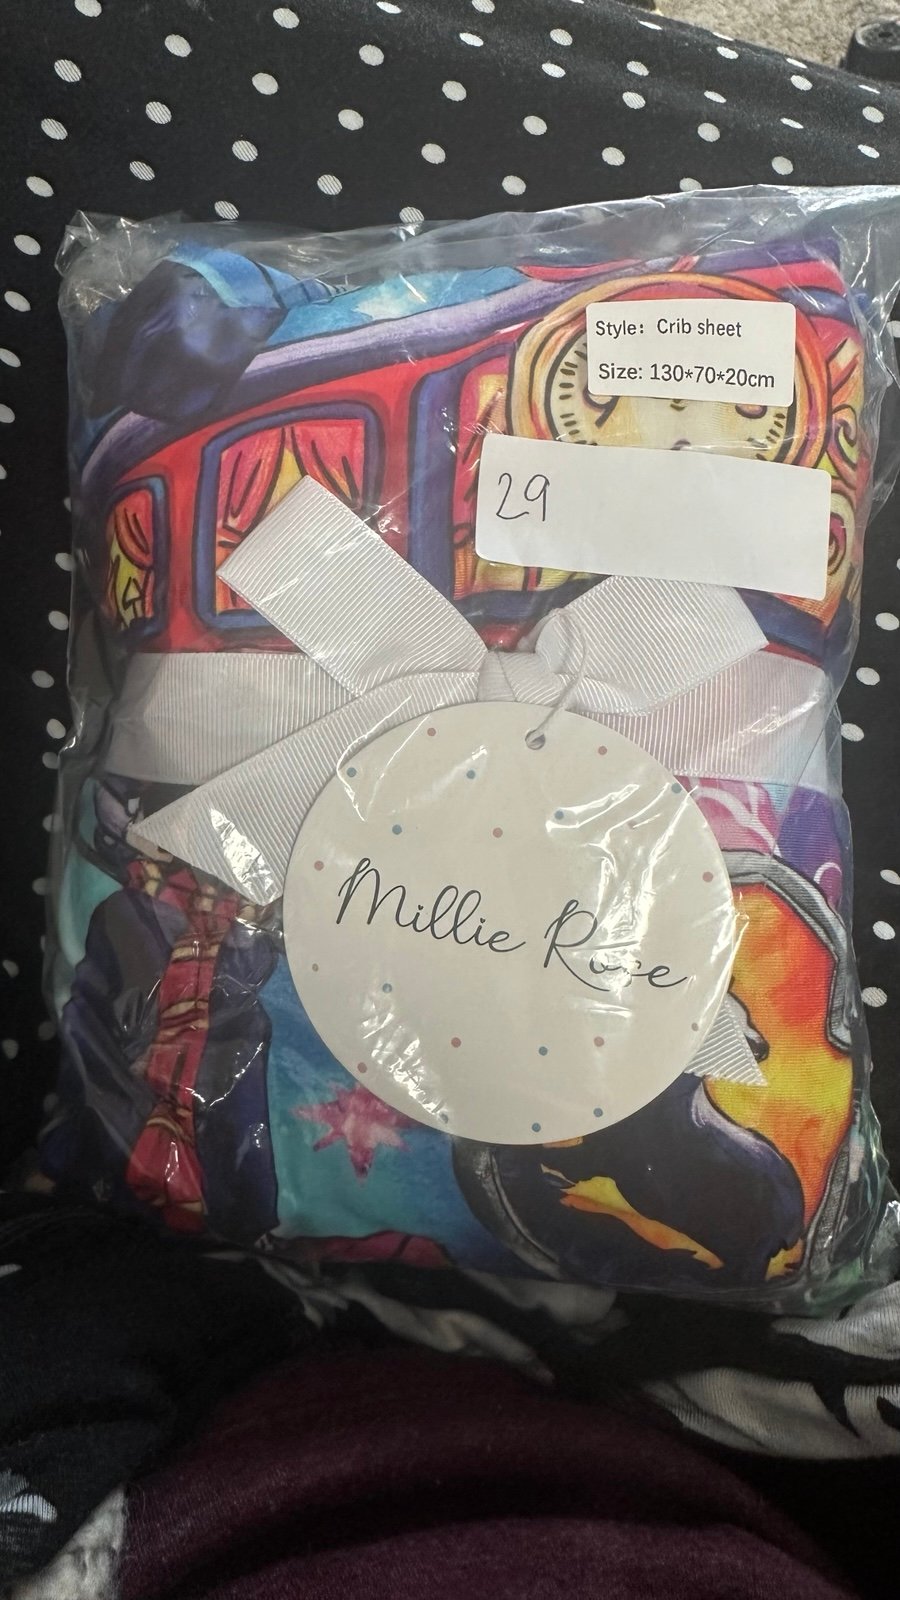 Style: Crib sheet
Size: 130*70*20cm
29
Millie Rose